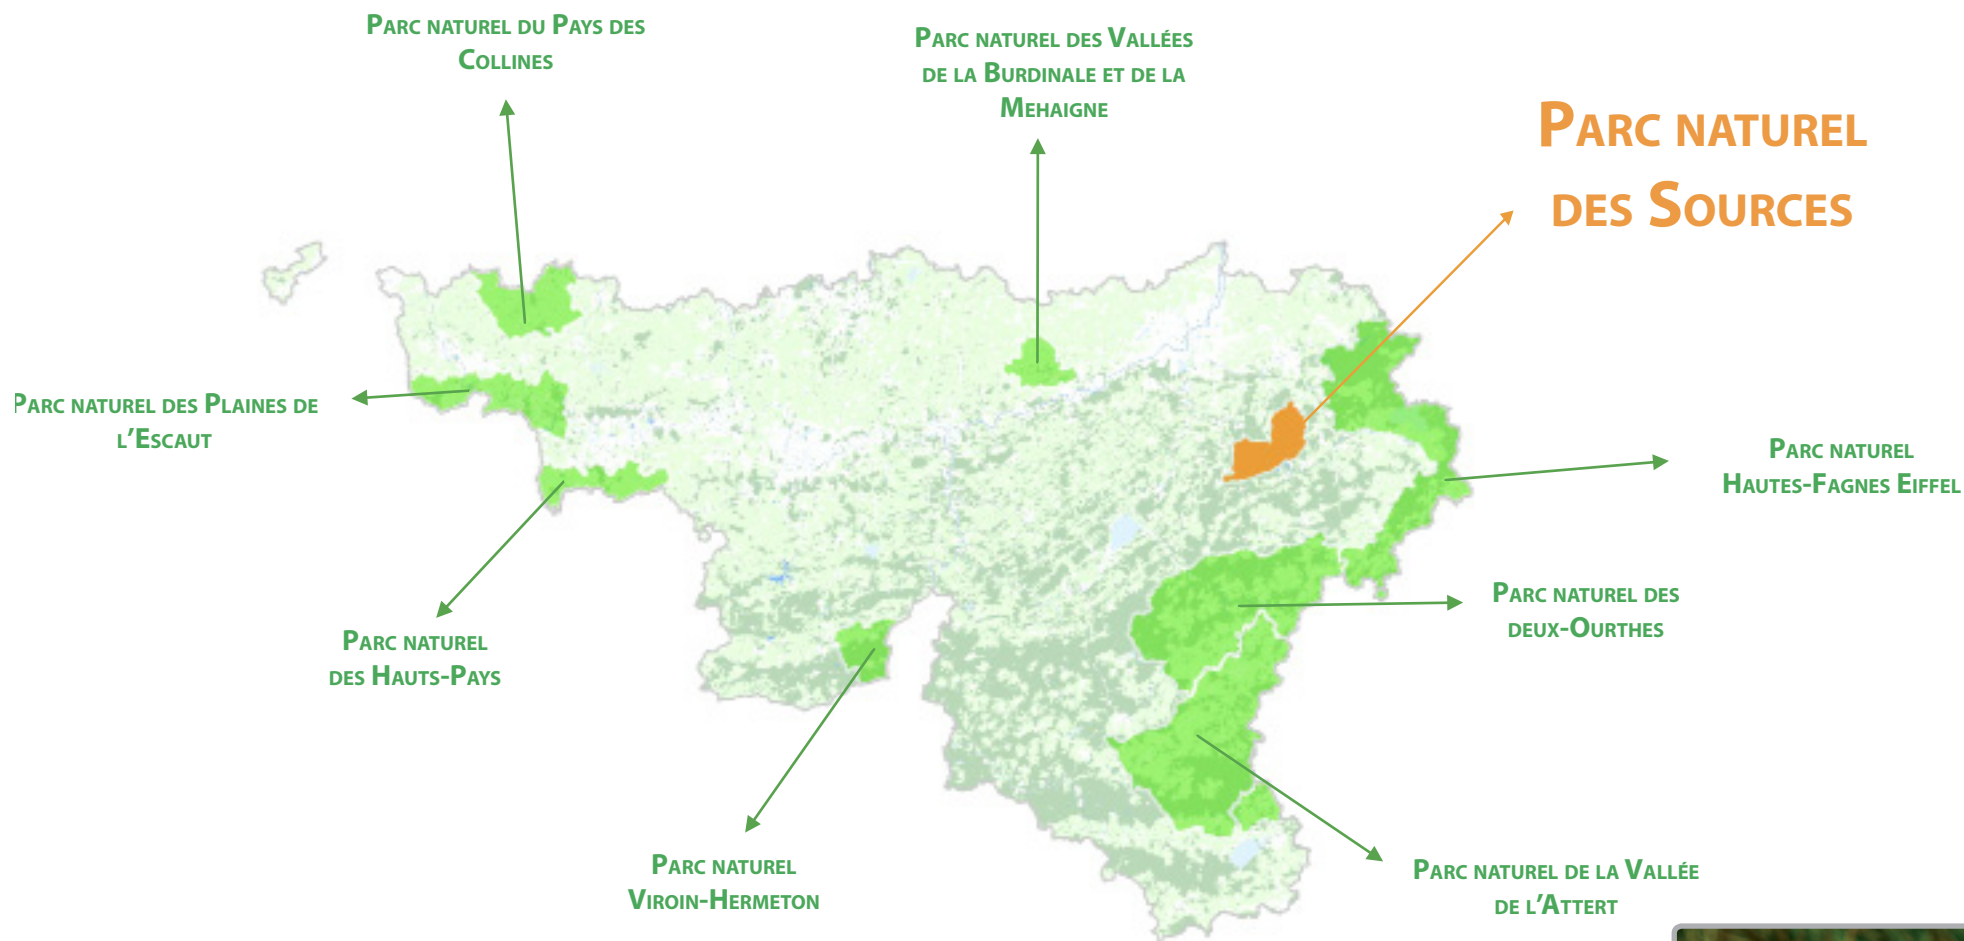 Parc naturel du Pays des
Collines
Parc naturel des Vallées
de la Burdinale et de la
Mehaigne
Parc naturel
des Sources
Parc naturel des Plaines de
l'Escaut
Parc naturel
Hautes-Fagnes Eiffel
Parc naturel des
deux-Ourthes
Parc naturel
des Hauts-Pays
Parc naturel
Viroin-Hermeton
Parc naturel de la Vallée
de l'Attert